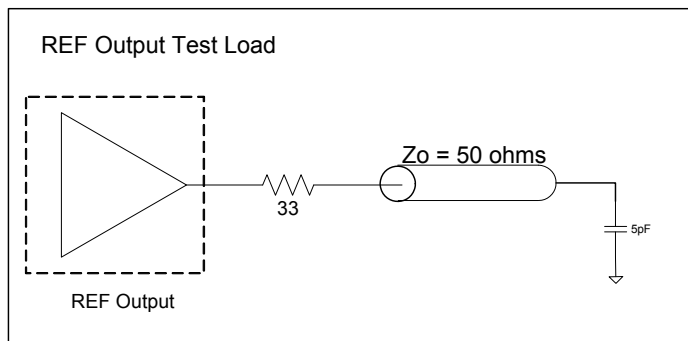 REF Output Test Load
Zo = 50 ohms
33
5pF
REF Output